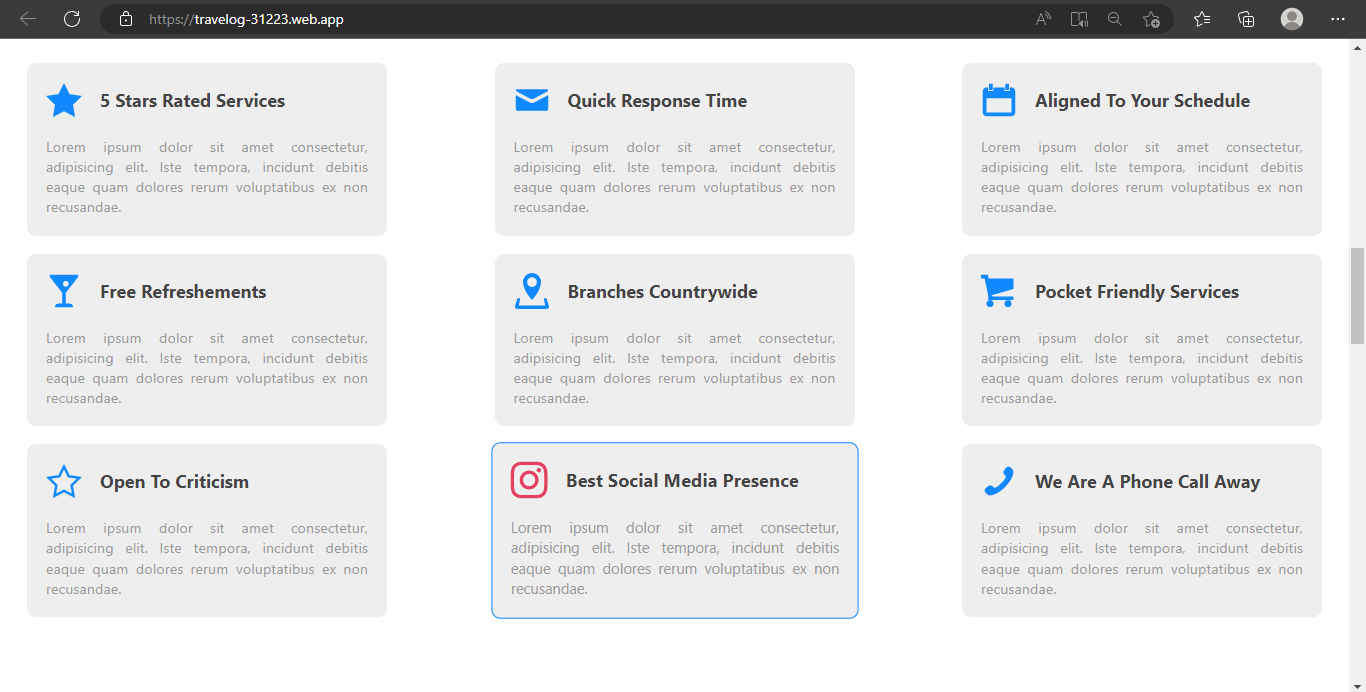 https://travelog-31223.web.app
5 Stars Rated Services
Lorem ipsum dolor sit amet consectetur,
adipisicing elit. Iste tempora, incidunt debitis
eaque quam dolores rerum voluptatibus ex non
recusandae.
Quick Response Time
Lorem ipsum dolor sit amet consectetur,
adipisicing elit. Iste tempora, incidunt debitis
eaque quam dolores rerum voluptatibus ex non
recusandae.
Aligned To Your Schedule
Lorem ipsum dolor sit amet consectetur,
adipisicing elit. Iste tempora, incidunt debitis
eaque quam dolores rerum voluptatibus ex non
recusandae.
Free Refreshements
Lorem ipsum dolor sit amet consectetur,
adipisicing elit. Iste tempora, incidunt debitis
eaque quam dolores rerum voluptatibus ex non
recusandae.
Branches Countrywide
Lorem ipsum dolor sit amet consectetur,
adipisicing elit. Iste tempora, incidunt debitis
eaque quam dolores rerum voluptatibus ex non
recusandae.
Pocket Friendly Services
Lorem ipsum dolor sit amet consectetur,
adipisicing elit. Iste tempora, incidunt debitis
eaque quam dolores rerum voluptatibus ex non
recusandae.
Open To Criticism
Lorem ipsum dolor sit amet consectetur,
adipisicing elit. Iste tempora, incidunt debitis
eaque quam dolores rerum voluptatibus ex non
recusandae.
Best Social Media Presence
Lorem ipsum dolor sit amet consectetur,
adipisicing elit. Iste tempora, incidunt debitis
eaque quam dolores rerum voluptatibus ex non
recusandae.
We Are A Phone Call Away
Lorem ipsum dolor sit amet consectetur,
adipisicing elit. Iste tempora, incidunt debitis
eaque quam dolores rerum voluptatibus ex non
recusandae.